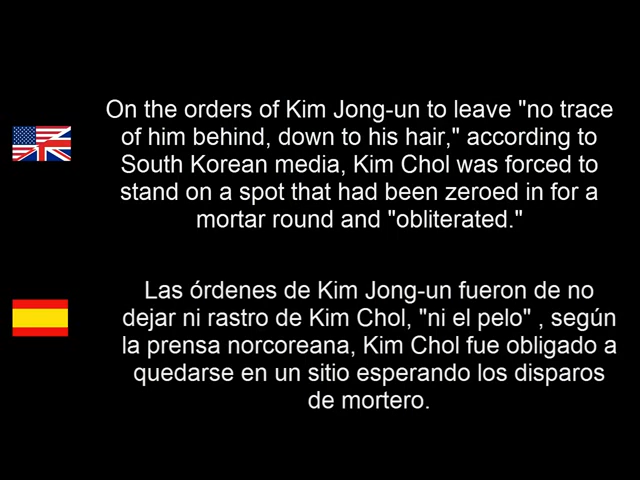 On the orders of Kim Jong-un to leave "no trace
of him behind, down to his hair," according to
South Korean media, Kim Chol was forced to
stand on a spot that had been zeroed in for a
mortar round and "obliterated."
Las órdenes de Kim Jong-un fueron de no
dejar ni rastro de Kim Chol, "ni el pelo" , según
la prensa norcoreana, Kim Chol fue obligado a
quedarse en un sitio esperando los disparos
de mortero.